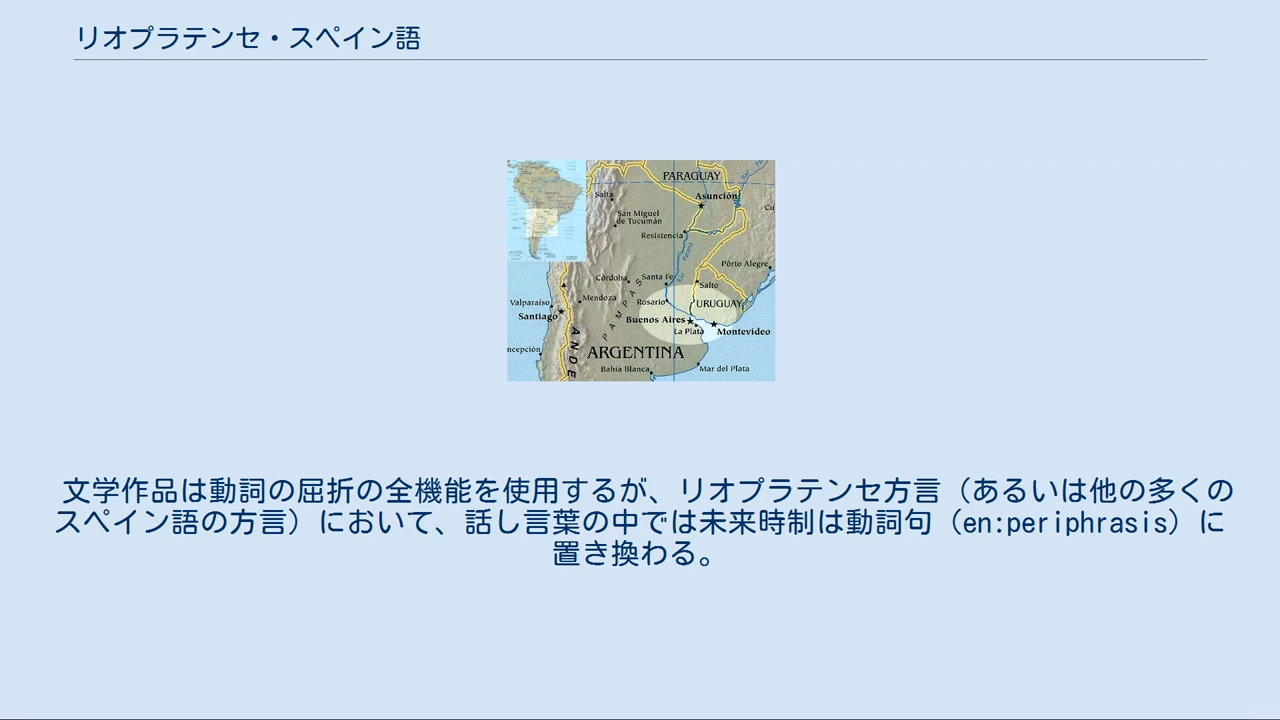 リオプラテンセ・スペイン語
PARAGUAY
Salta
Asunción
San Miguel
de Tucumán
Resistencia
Pôrto Alegre
Córdoba
Santa Fe
Salto
Mendoza
Valparaíso
Rosario
URUGUAY
Santiago
PAMPAS
Buenos Aires
La Plata
Montevideo
ANDE
ncepción
ARGENTINA
Bahía Blanca
Mar del Plata
文学作品は動詞の屈折の全機能を使用するが、リオプラテンセ方言（あるいは他の多くの
スペイン語の方言）において、話し言葉の中では未来時制は動詞句（en:periphrasis）に
置き換わる。